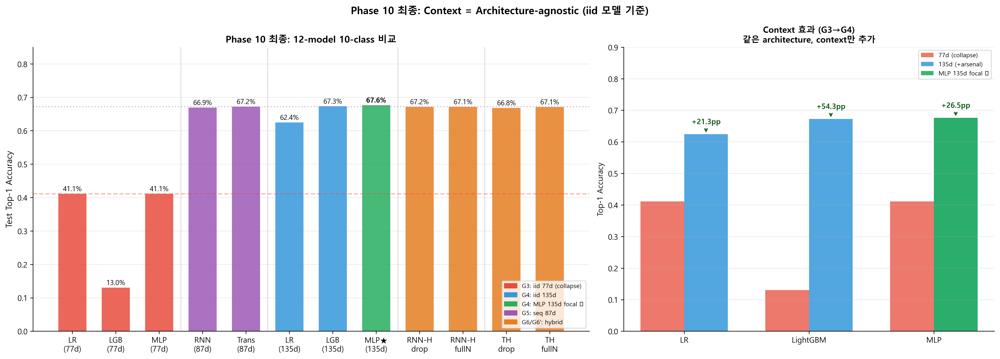 Phase 10 최종: Context = Architecture-agnostic (iid 모델 기준)
Phase 10 최종: 12-model 10-class 비교
Test Top-1 Accuracy
0.8
0.7
0.6
0.5
0.4
0.3
0.2
0.1
0.0
41.1%
13.0%
41.1%
66.9%
67.2%
62.4%
67.3%
67.6%
67.2%
67.1%
66.8%
67.1%
G3: iid 77d (collapse)
G4: iid 135d
G4: MLP 135d focal ▯
G5: seq 87d
G6/G6': hybrid
LR
(77d)
LGB
(77d)
MLP
(77d)
RNN
(87d)
Trans
(87d)
LR
(135d)
LGB
(135d)
MLP★
(135d)
RNN-H
drop
RNN-H
fullN
TH
drop
TH
fullN
Context 효과 (G3→G4)
같은 architecture, context만 추가
Top-1 Accuracy
0.9
0.8
0.7
0.6
0.5
0.4
0.3
0.2
0.1
0.0
77d (collapse)
135d (+arsenal)
MLP 135d focal ▯
+21.3pp
+54.3pp
+26.5pp
LR
LightGBM
MLP